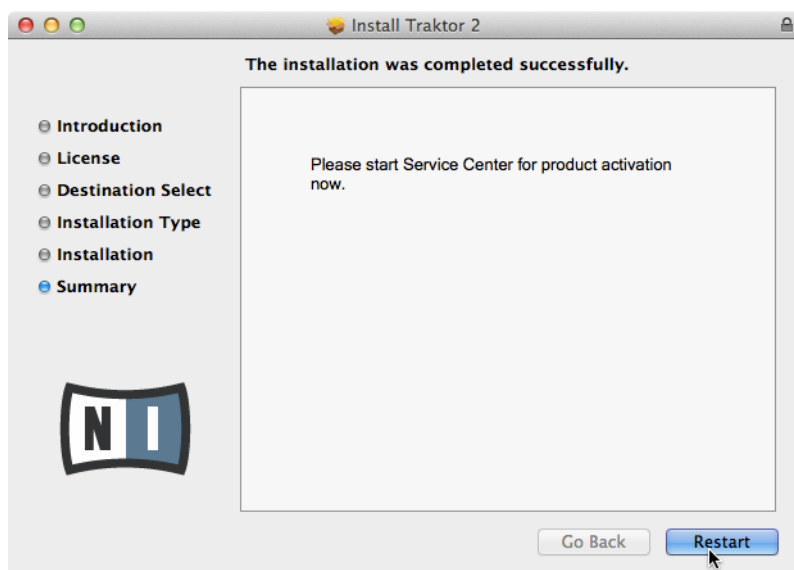 Install Traktor 2
The installation was completed successfully.
Introduction
License
Destination Select
Installation Type
Installation
Summary
Please start Service Center for product activation
now.
NI
Go Back
Restart